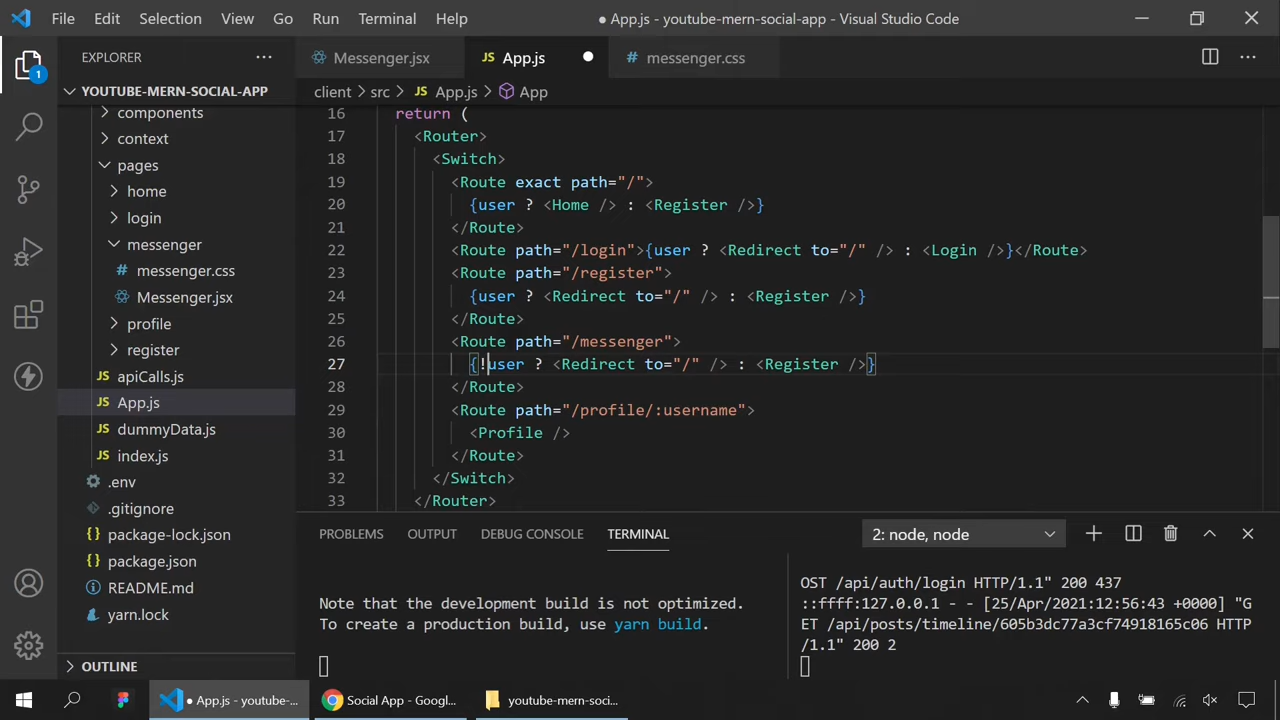 File Edit Selection View Go Run Terminal Help
● App.js - youtube-mern-social-app - Visual Studio Code
EXPLORER
Messenger.jsx
JS App.js
# messenger.css
1
YOUTUBE-MERN-SOCIAL-APP
client > src > JS App.js > App
components
context
pages
home
login
messenger
# messenger.css
Messenger.jsx
profile
register
JS apiCalls.js
JS App.js
JS dummyData.js
JS index.js
.env
.gitignore
{} package-lock.json
{} package.json
README.md
yarn.lock
OUTLINE
16 return (
17 <Router>
18 <Switch>
19 <Route exact path="/">
20 {user ? <Home /> : <Register />}
21 </Route>
22 <Route path="/login">{user ? <Redirect to="/" /> : <Login />}</Route>
23 <Route path="/register">
24 {user ? <Redirect to="/" /> : <Register />}
25 </Route>
26 <Route path="/messenger">
27 {!user ? <Redirect to="/" /> : <Register />}
28 </Route>
29 <Route path="/profile/:username">
30 <Profile />
31 </Route>
32 </Switch>
33 </Router>
PROBLEMS OUTPUT DEBUG CONSOLE TERMINAL
2: node, node
Note that the development build is not optimized.
To create a production build, use yarn build.
OST /api/auth/login HTTP/1.1" 200 437
::ffff:127.0.0.1 - - [25/Apr/2021:12:56:43 +0000] "G
ET /api/posts/timeline/605b3dc77a3cf74918165c06 HTTP
/1.1" 200 2
● App.js - youtube-...
Social App - Googl...
youtube-mern-soci...